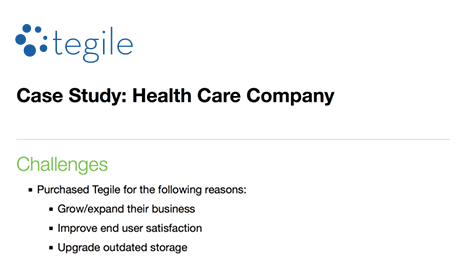 tegile
Case Study: Health Care Company
Challenges
▪ Purchased Tegile for the following reasons:
▪ Grow/expand their business
▪ Improve end user satisfaction
▪ Upgrade outdated storage